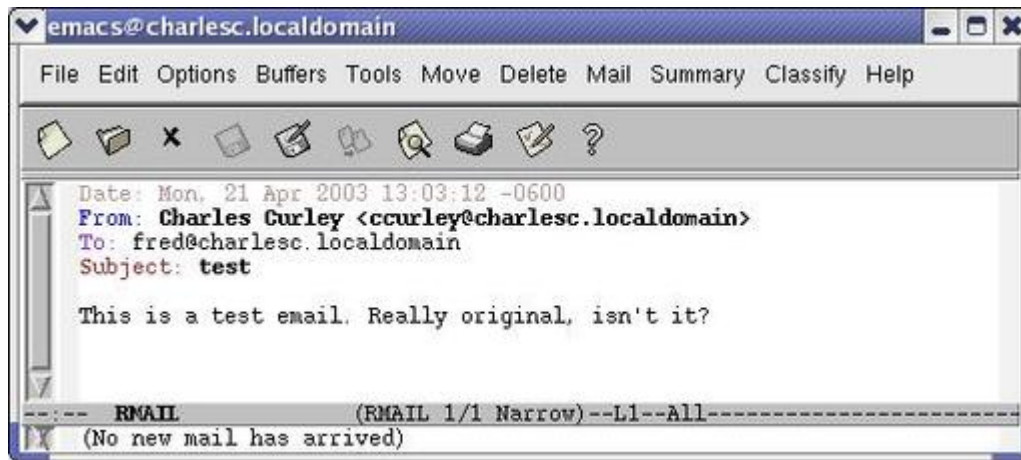 emacs@charlesc.localdomain
File Edit Options Buffers Tools Move Delete Mail Summary Classify Help
Date: Mon, 21 Apr 2003 13:03:12 -0600
From: Charles Curley <ccurley@charlesc.localdomain>
To: fred@charlesc.localdomain
Subject: test
This is a test email. Really original, isn't it?
--:-- RMAIL (RMAIL 1/1 Narrow)--L1--All------------------------
(No new mail has arrived)